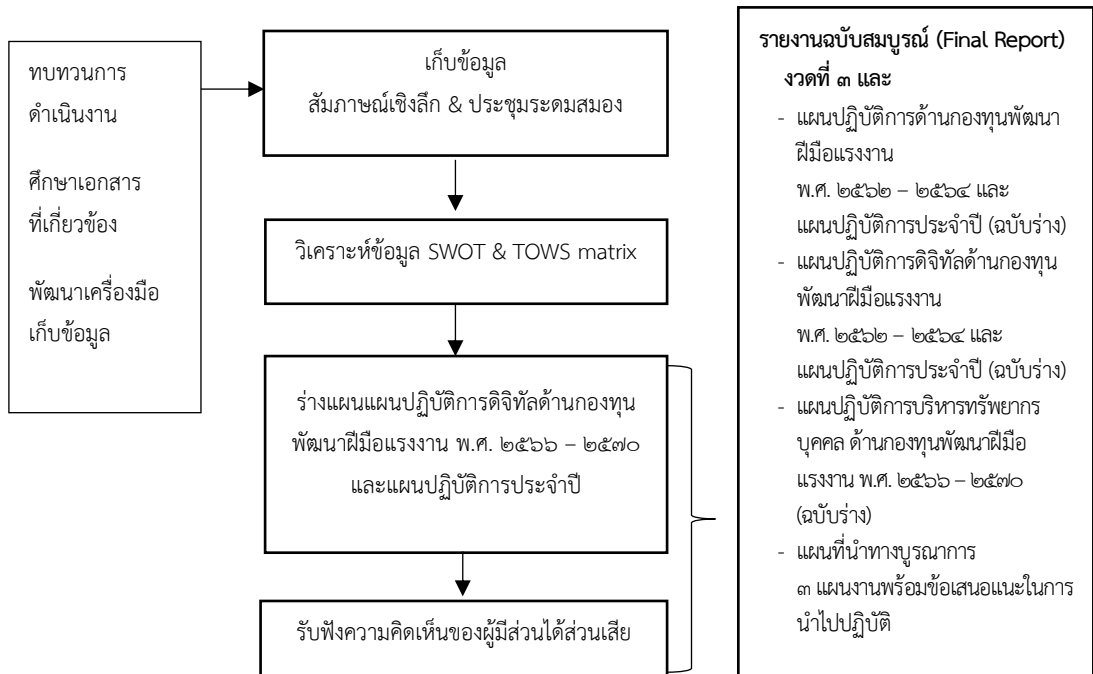 ทบทวนการ
ดำเนินงาน
ศึกษาเอกสาร
ที่เกี่ยวข้อง
พัฒนาเครื่องมือ
เก็บข้อมูล
เก็บข้อมูล
สัมภาษณ์เชิงลึก & ประชุมระดมสมอง
วิเคราะห์ข้อมูล SWOT & TOWS matrix
ร่างแผนแผนปฏิบัติการดิจิทัลด้านกองทุน
พัฒนาฝีมือแรงงาน พ.ศ. ๒๕๖๖ – ๒๕๗๐
และแผนปฏิบัติการประจำปี
รับฟังความคิดเห็นของผู้มีส่วนได้ส่วนเสีย
รายงานฉบับสมบูรณ์ (Final Report)
งวดที่ ๓ และ
- แผนปฏิบัติการด้านกองทุนพัฒนา
ฝีมือแรงงาน
พ.ศ. ๒๕๖๒ – ๒๕๖๔ และ
แผนปฏิบัติการประจำปี (ฉบับร่าง)
- แผนปฏิบัติการดิจิทัลด้านกองทุน
พัฒนาฝีมือแรงงาน
พ.ศ. ๒๕๖๒ – ๒๕๖๔ และ
แผนปฏิบัติการประจำปี (ฉบับร่าง)
- แผนปฏิบัติการบริหารทรัพยากร
บุคคล ด้านกองทุนพัฒนาฝีมือ
แรงงาน พ.ศ. ๒๕๖๖ – ๒๕๗๐
(ฉบับร่าง)
- แผนที่นำทางบูรณาการ
๓ แผนงานพร้อมข้อเสนอแนะในการ
นำไปปฏิบัติ